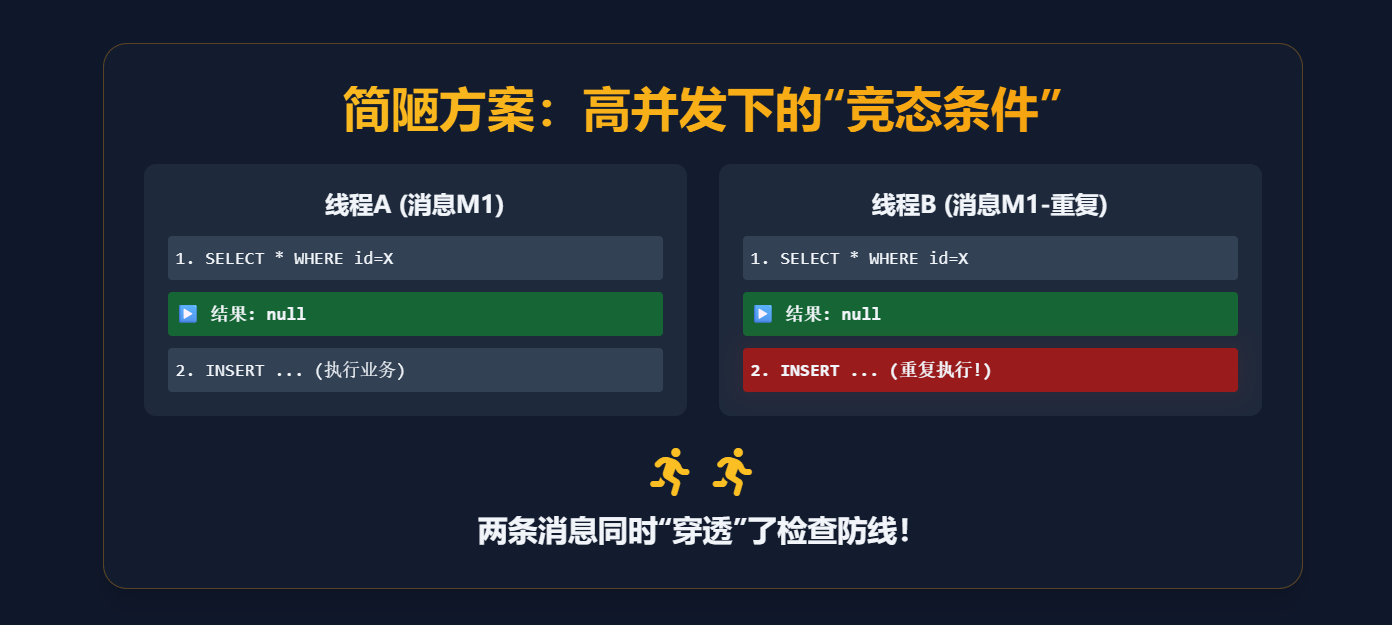 简陋方案：高并发下的“竞态条件”
线程A (消息M1)
1. SELECT * WHERE id=X
▶️ 结果: null
2. INSERT ... (执行业务)
线程B (消息M1-重复)
1. SELECT * WHERE id=X
▶️ 结果: null
2. INSERT ... (重复执行!)
两条消息同时“穿透”了检查防线！